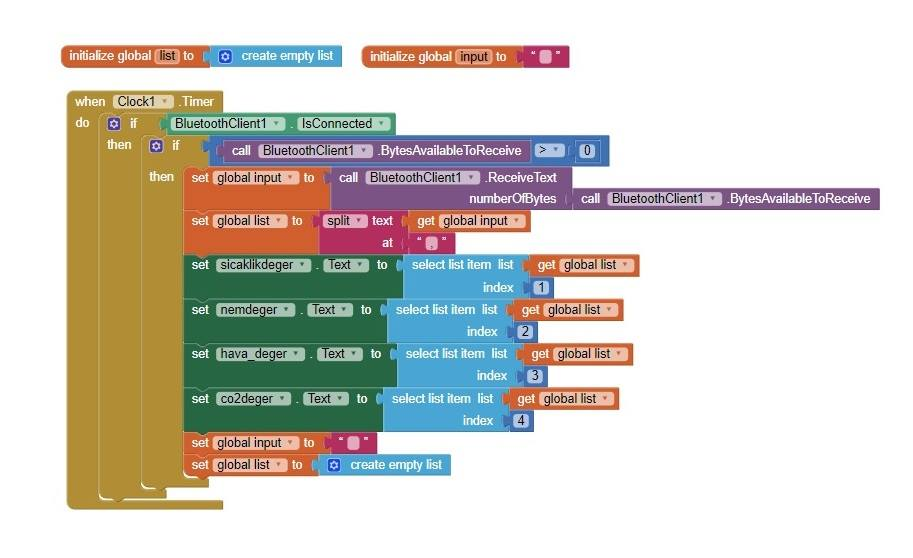 initialize global list to create empty list initialize global input to " "
when Clock1 .Timer
do if BluetoothClient1 . IsConnected
then if call BluetoothClient1 .BytesAvailableToReceive > 0
then set global input to call BluetoothClient1 .ReceiveText
numberOfBytes call BluetoothClient1 .BytesAvailableToReceive
set global list to split text get global input
at " , "
set sicaklikdeger . Text to select list item list get global list
index 1
set nemdeger . Text to select list item list get global list
index 2
set hava_deger . Text to select list item list get global list
index 3
set co2deger . Text to select list item list get global list
index 4
set global input to " "
set global list to create empty list